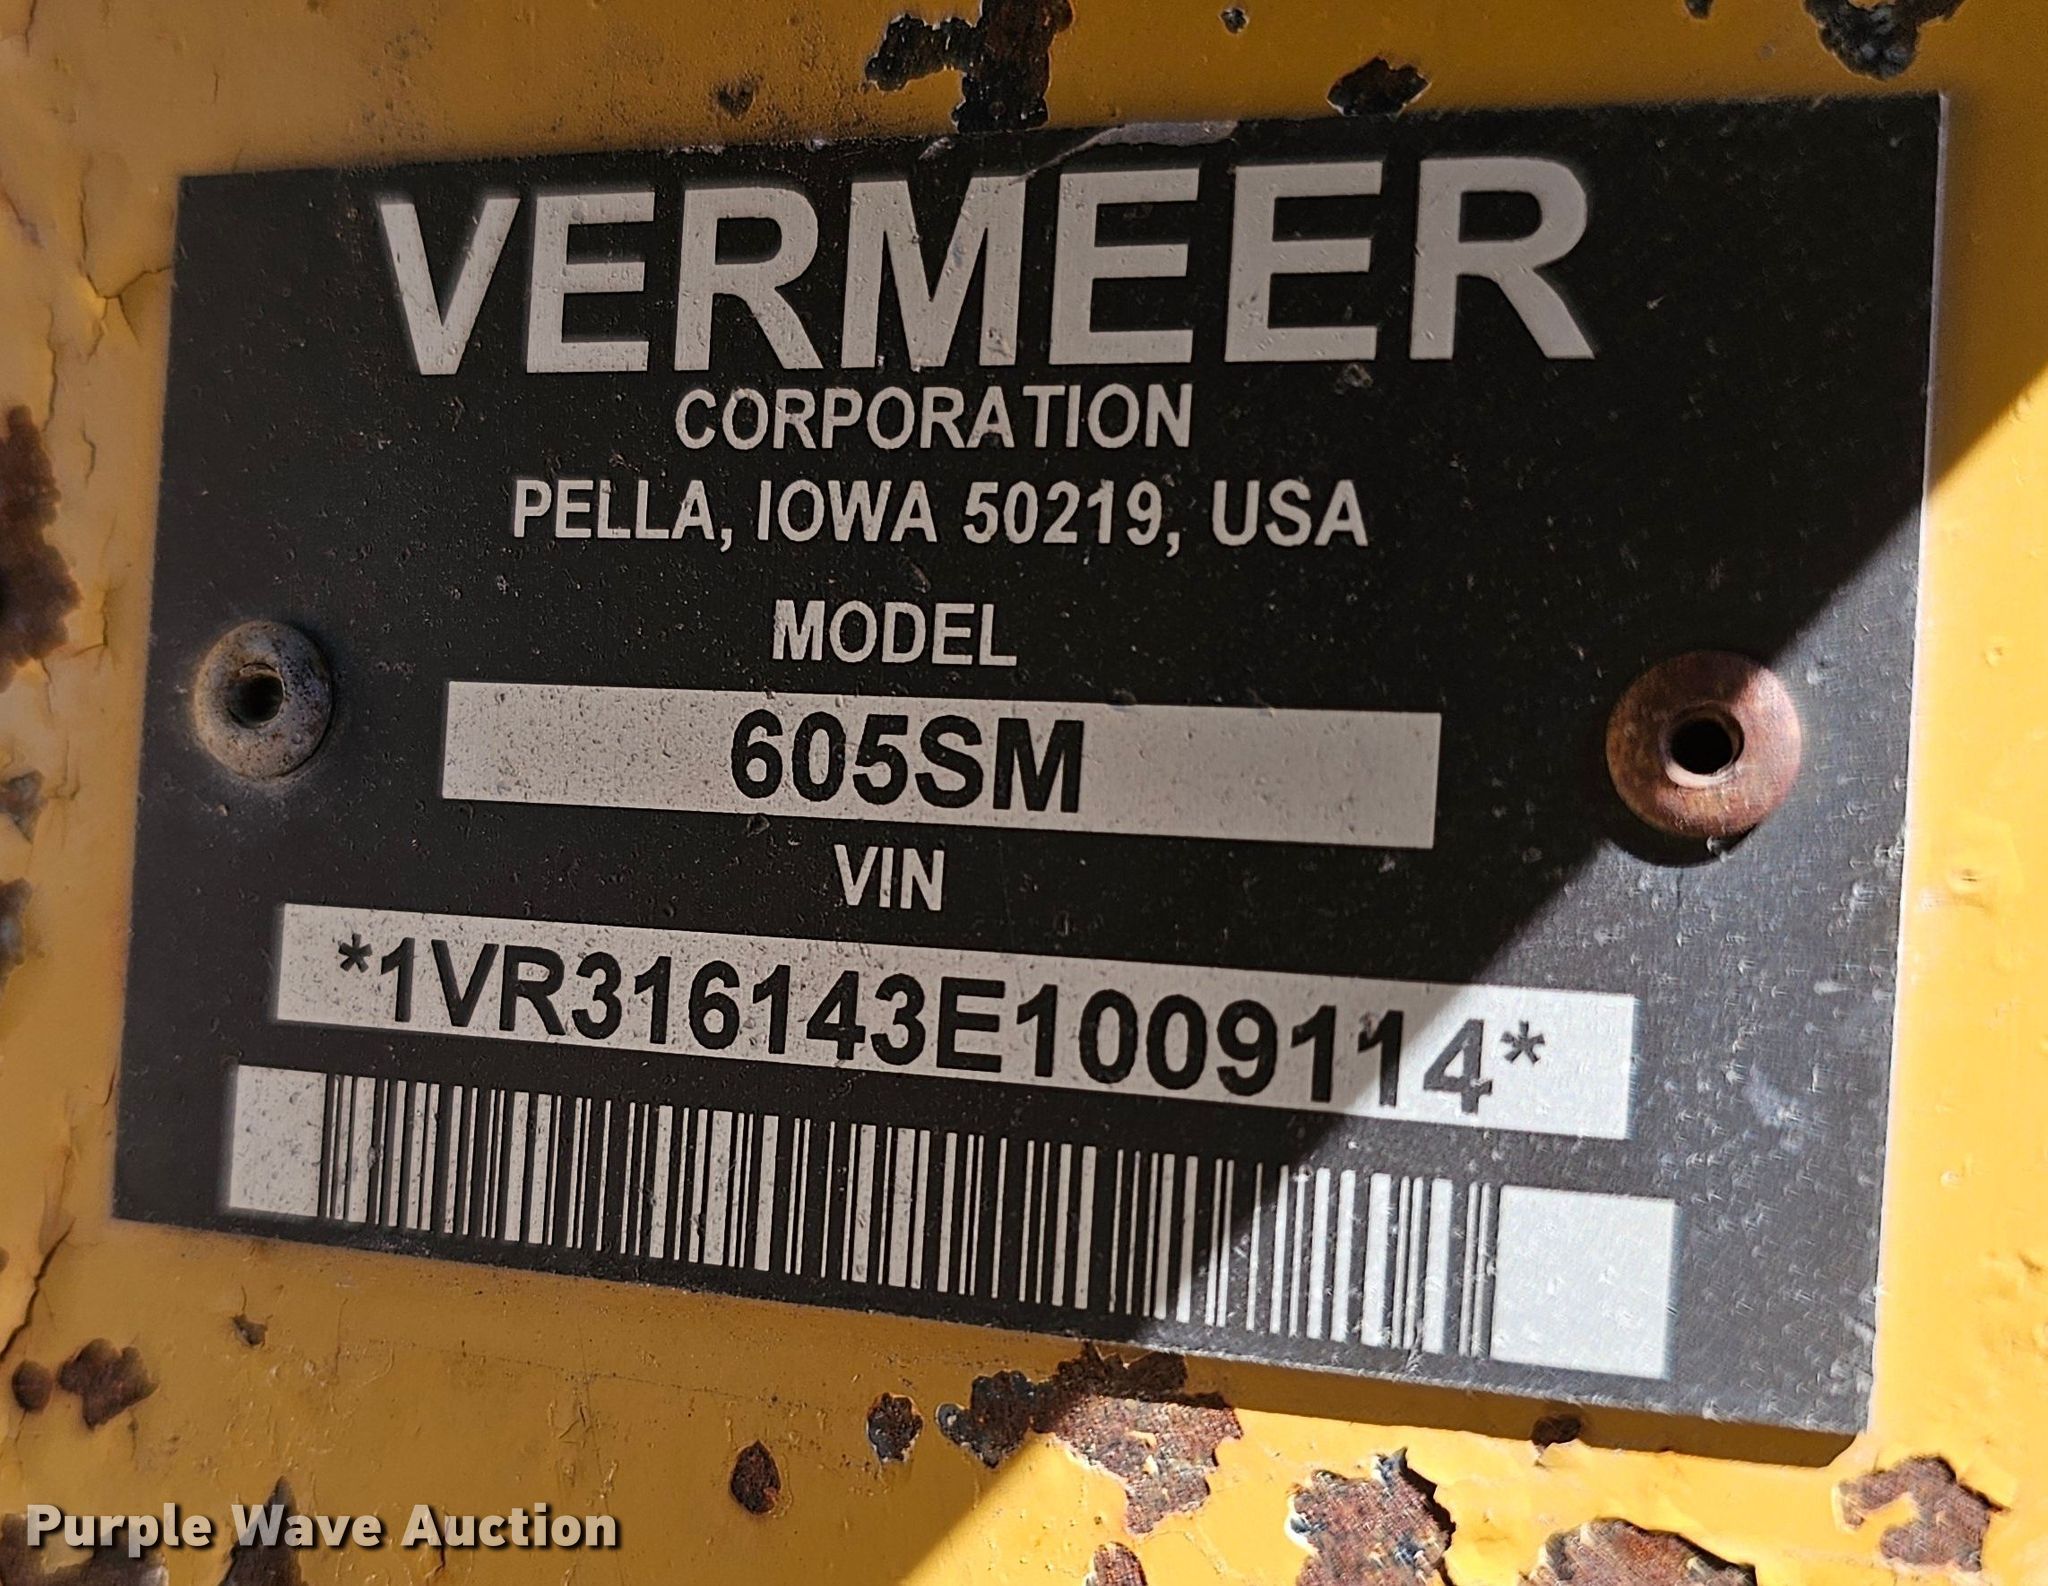 VERMEER
CORPORATION
PELLA, IOWA 50219, USA
MODEL
605SM
VIN
*1VR316143E1009114*
Purple Wave Auction